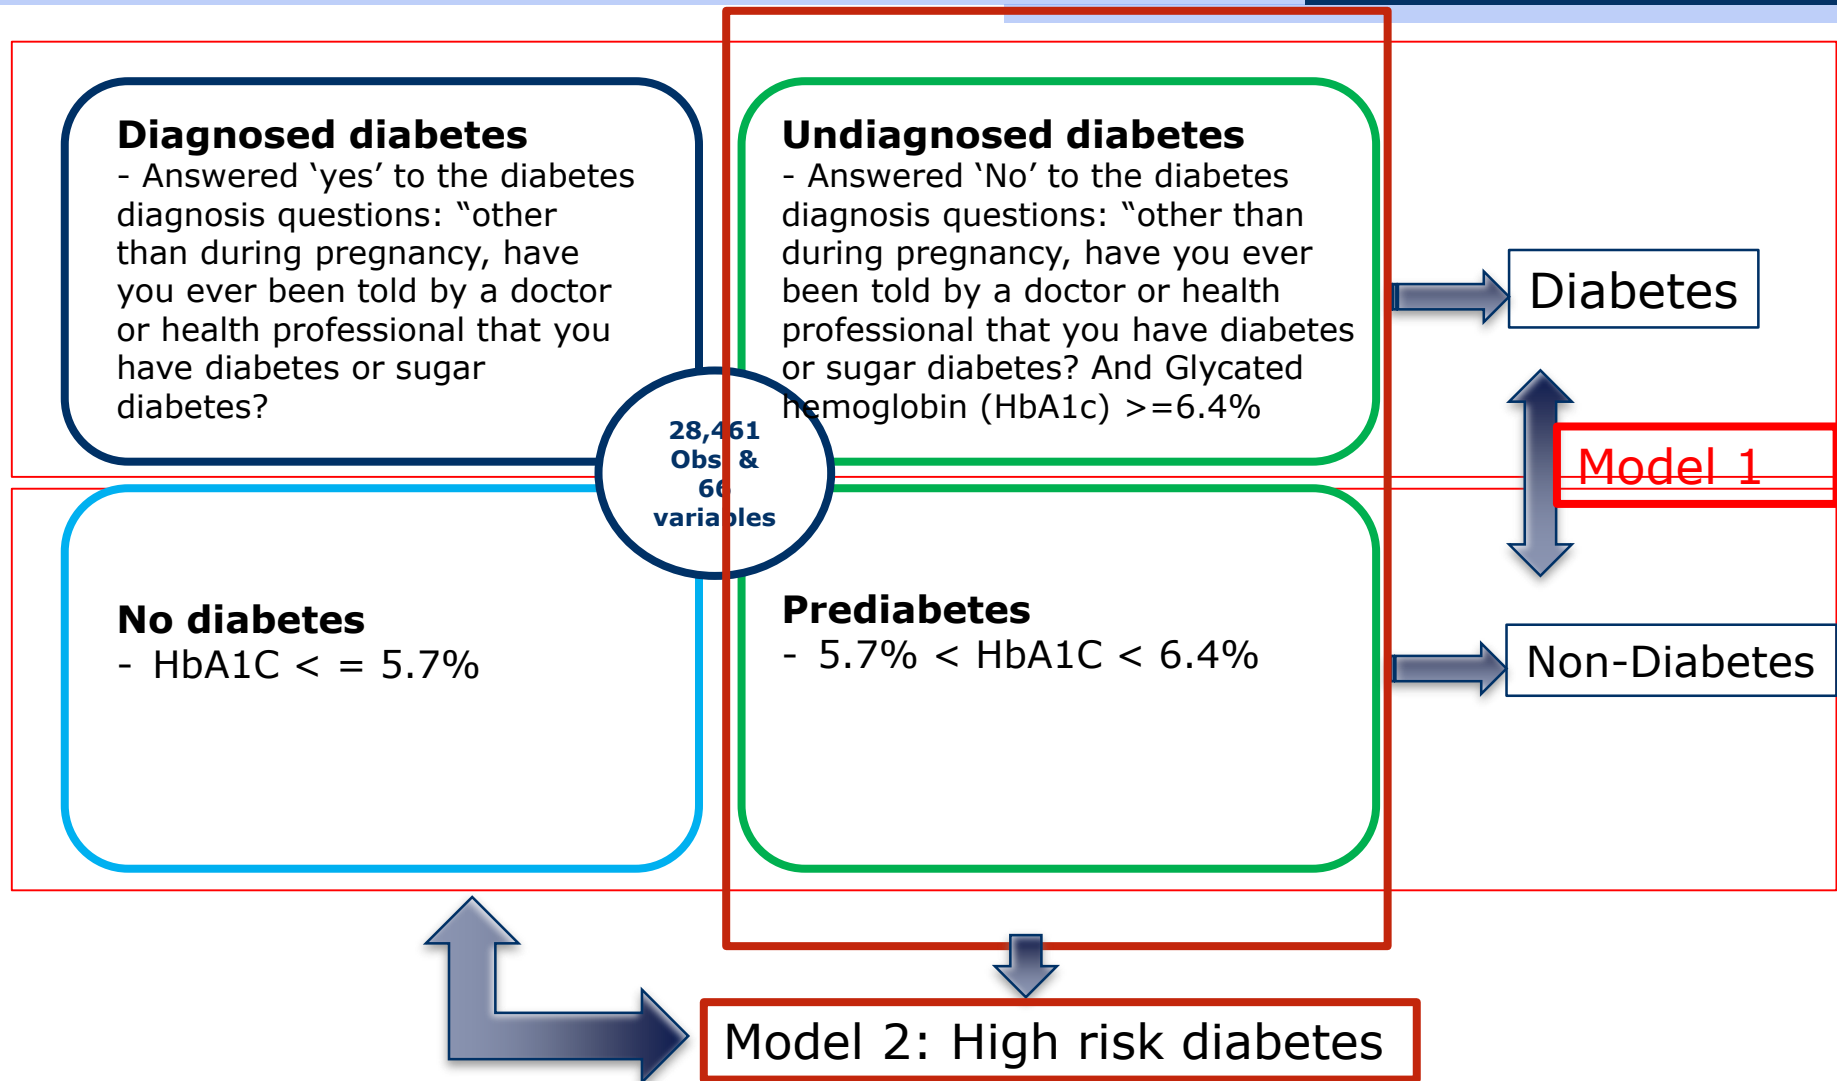 Diagnosed diabetes
- Answered ‘yes’ to the diabetes
diagnosis questions: “other
than during pregnancy, have
you ever been told by a doctor
or health professional that you
have diabetes or sugar
diabetes?
Undiagnosed diabetes
- Answered ‘No’ to the diabetes
diagnosis questions: “other than
during pregnancy, have you ever
been told by a doctor or health
professional that you have diabetes
or sugar diabetes? And Glycated
hemoglobin (HbA1c) >=6.4%
Diabetes
28,461
Obs. &
66
variables
Model 1
No diabetes
- HbA1C < = 5.7%
Prediabetes
- 5.7% < HbA1C < 6.4%
Non-Diabetes
Model 2: High risk diabetes